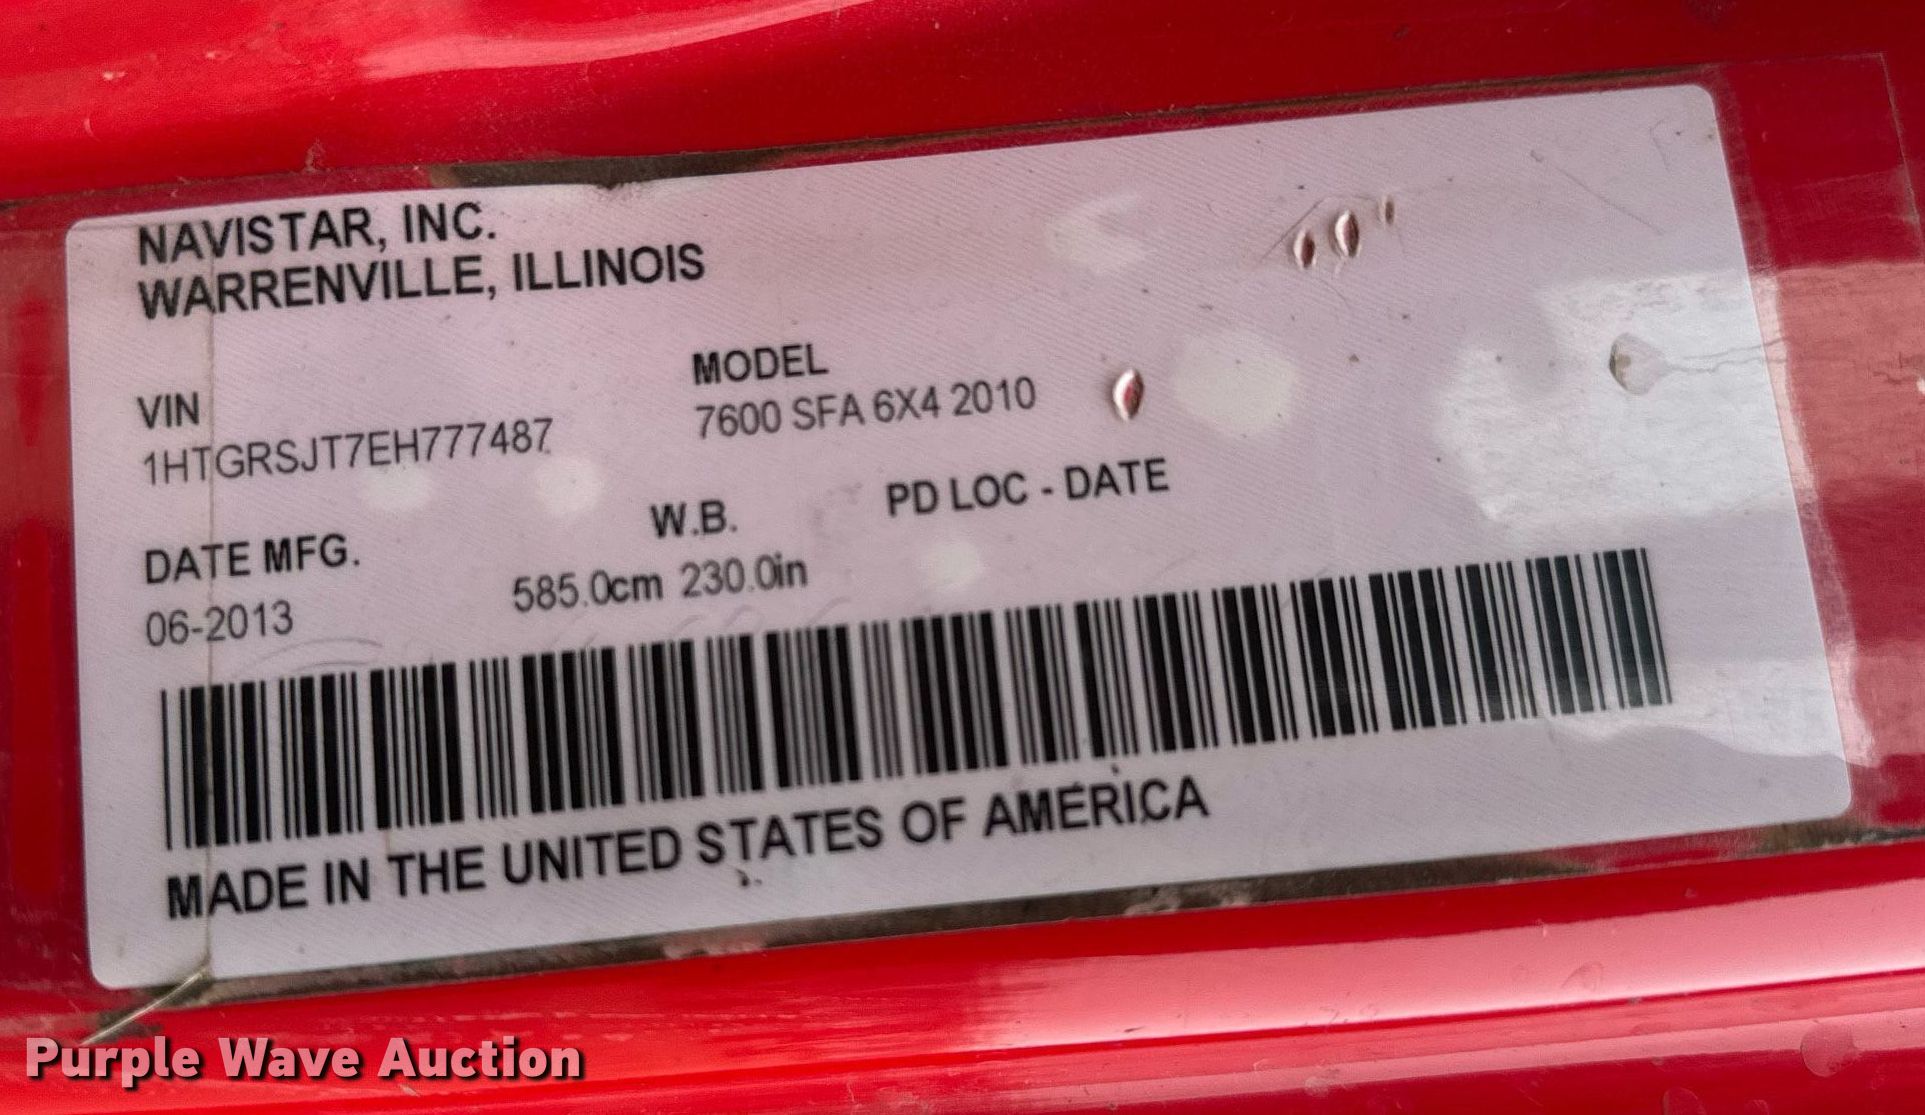 NAVISTAR, INC.
WARRENVILLE, ILLINOIS
MODEL
VIN
7600 SFA 6X4 2010
1HTGRSJT7EH777487
W.B.
PD LOC - DATE
DATE MFG.
585.0cm 230.0in
06-2013
MADE IN THE UNITED STATES OF AMERICA
Purple Wave Auction